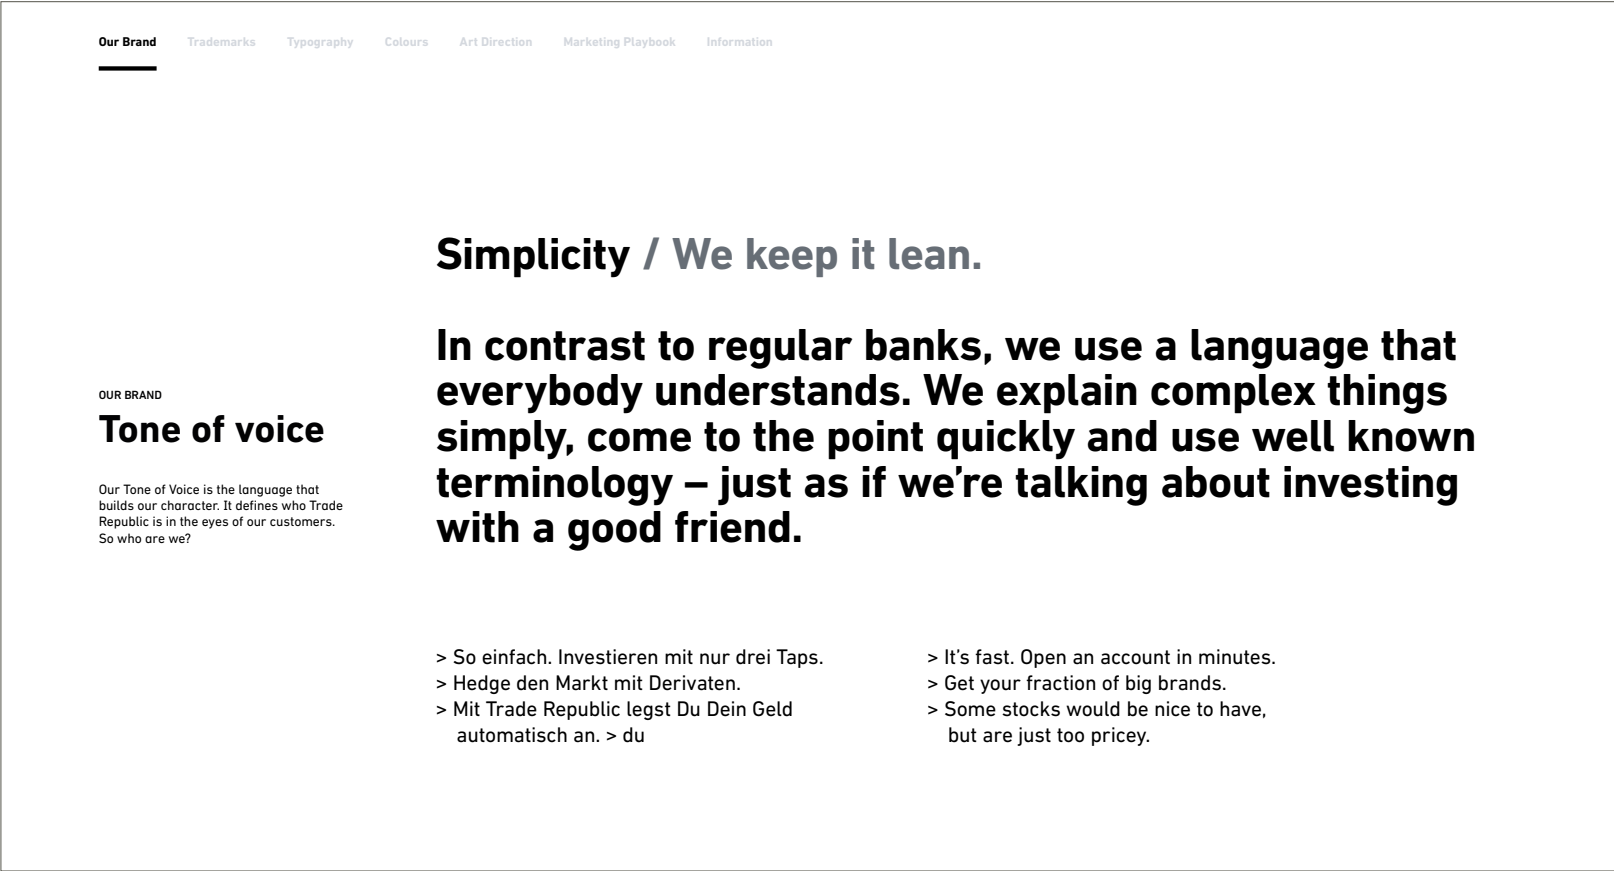 Our Brand Trademarks Typography Colours Art Direction Marketing Playbook Information
Simplicity / We keep it lean.
In contrast to regular banks, we use a language that
everybody understands. We explain complex things
simply, come to the point quickly and use well known
terminology – just as if we’re talking about investing
with a good friend.
OUR BRAND
Tone of voice
Our Tone of Voice is the language that
builds our character. It defines who Trade
Republic is in the eyes of our customers.
So who are we?
> So einfach. Investieren mit nur drei Taps.
> Hedge den Markt mit Derivaten.
> Mit Trade Republic legst Du Dein Geld
automatisch an. > du
> It’s fast. Open an account in minutes.
> Get your fraction of big brands.
> Some stocks would be nice to have,
but are just too pricey.